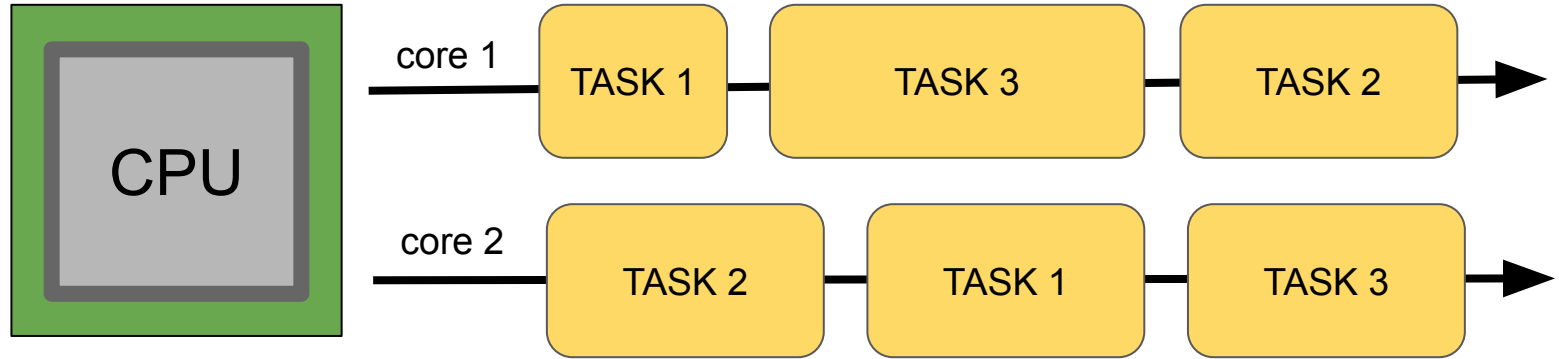 CPU
core 1
TASK 1
TASK 3
TASK 2
core 2
TASK 2
TASK 1
TASK 3